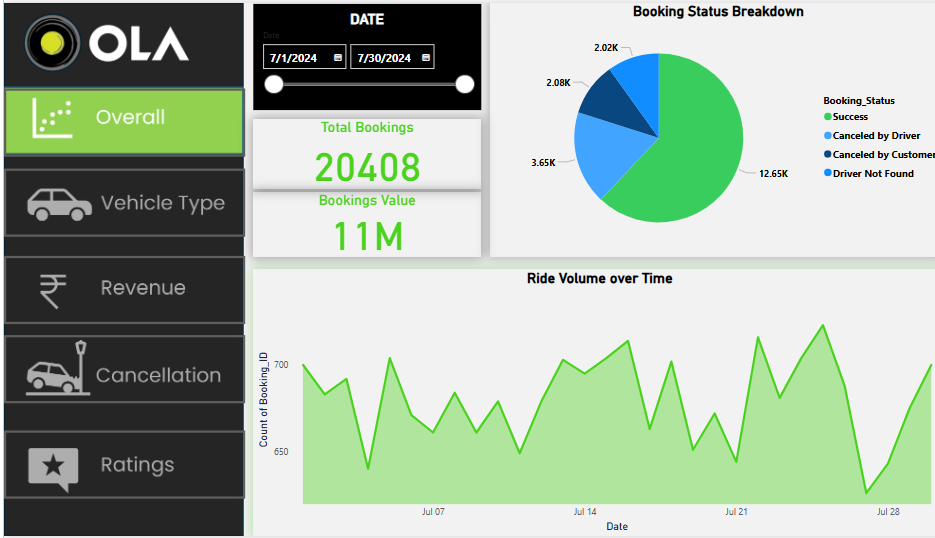 OLA
Overall
Vehicle Type
Revenue
Cancellation
Ratings
DATE
Date
7/1/2024
7/30/2024
Total Bookings
20408
Bookings Value
11M
Booking Status Breakdown
2.02K
2.08K
3.65K
12.65K
Booking_Status
Success
Canceled by Driver
Canceled by Customer
Driver Not Found
Ride Volume over Time
Count of Booking_ID
700
650
Jul 07
Jul 14
Jul 21
Jul 28
Date